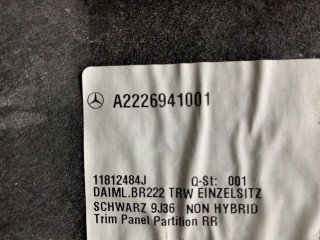 A2226941001
11812484J Q-St: 001
DAIML.BR222 TRW EINZELSITZ
SCHWARZ 9J36 NON HYBRID
Trim Panel Partition RR